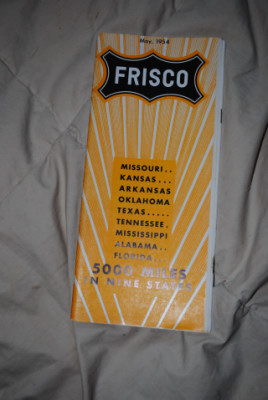 May, 1954
FRISCO
MISSOURI..
KANSAS...
ARKANSAS
OKLAHOMA
TEXAS.....
TENNESSEE.
MISSISSIPPI
ALABAMA..
FLORIDA...
5000 MILES
IN NINE STATES